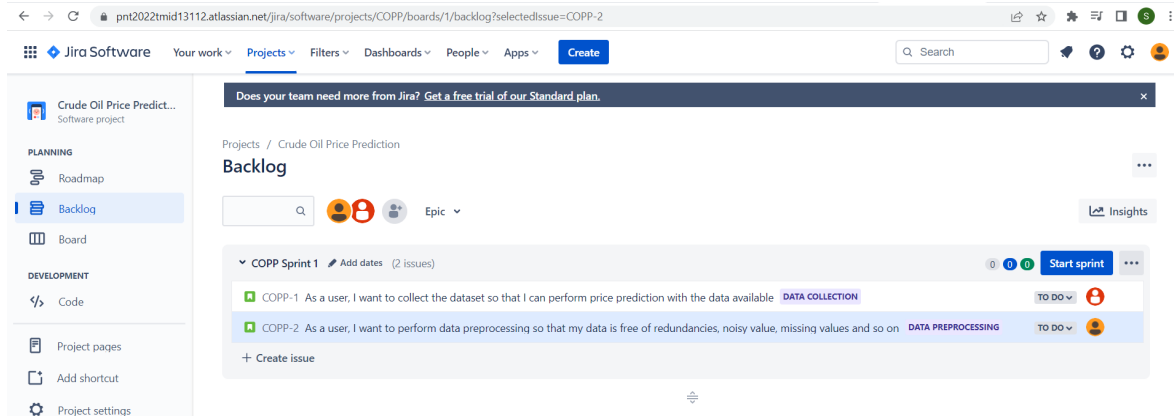 pnt2022tmid13112.atlassian.net/jira/software/projects/COPP/boards/1/backlog?selectedIssue=COPP-2
S
Jira Software Your work Projects Filters Dashboards People Apps Create Search
Does your team need more from Jira? Get a free trial of our Standard plan.
Crude Oil Price Predict...
Software project
PLANNING
Roadmap
Backlog
Board
DEVELOPMENT
Code
Project pages
Add shortcut
Project settings
Projects / Crude Oil Price Prediction
Backlog
Epic Insights
COPP Sprint 1 Add dates (2 issues) 0 0 0 Start sprint
COPP-1 As a user, I want to collect the dataset so that I can perform price prediction with the data available DATA COLLECTION TO DO
COPP-2 As a user, I want to perform data preprocessing so that my data is free of redundancies, noisy value, missing values and so on DATA PREPROCESSING TO DO
+ Create issue